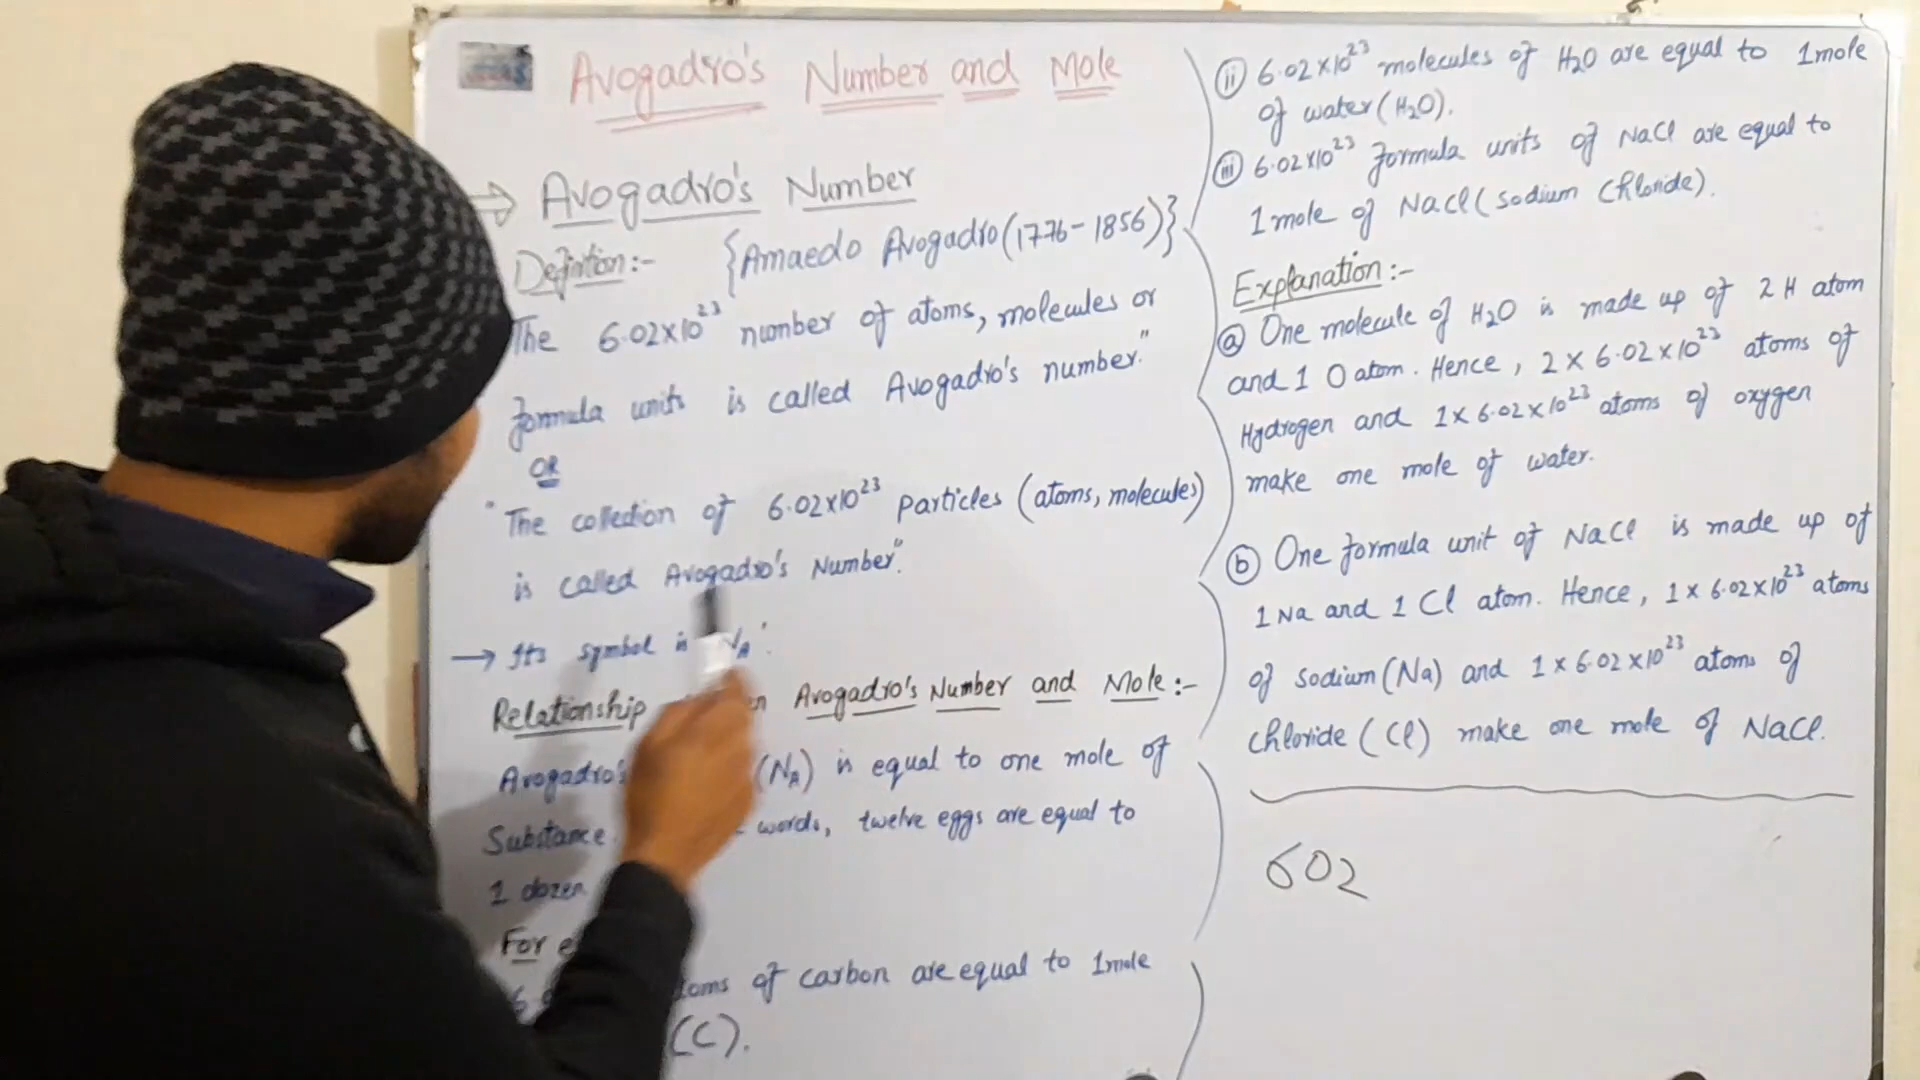 Avogadro's Number and Mole
⇒ Avogadro's Number
Definition:- {Amaedo Avogadro (1776-1856)}
The 6.02x10²³ number of atoms, molecules or
formula units is called Avogadro's number."
OR
"The collection of 6.02x10²³ particles (atoms, molecules)
is called Avogadro's Number".
→ Its symbol is Nᴀ'.
Relationship Avogadro's Number and Mole:-
Avogadro's (Nᴀ) is equal to one mole of
Substance. words, twelve eggs are equal to
1 dozen
For
of carbon are equal to 1mole
(C).
(ii) 6.02x10²³ molecules of H₂O are equal to 1mole
of water (H₂O).
(iii) 6.02x10²³ formula units of NaCl are equal to
1mole of NaCl (sodium chloride).
Explanation :-
(a) One molecule of H₂O is made up of 2 H atom
and 1 O atom. Hence, 2 x 6.02x10²³ atoms of
Hydrogen and 1x 6.02x10²³ atoms of oxygen
make one mole of water.
(b) One formula unit of NaCl is made up of
1 Na and 1 Cl atom. Hence, 1 x 6.02x10²³ atoms
of sodium (Na) and 1 x 6.02x10²³ atoms of
chloride (Cl) make one mole of NaCl.
602